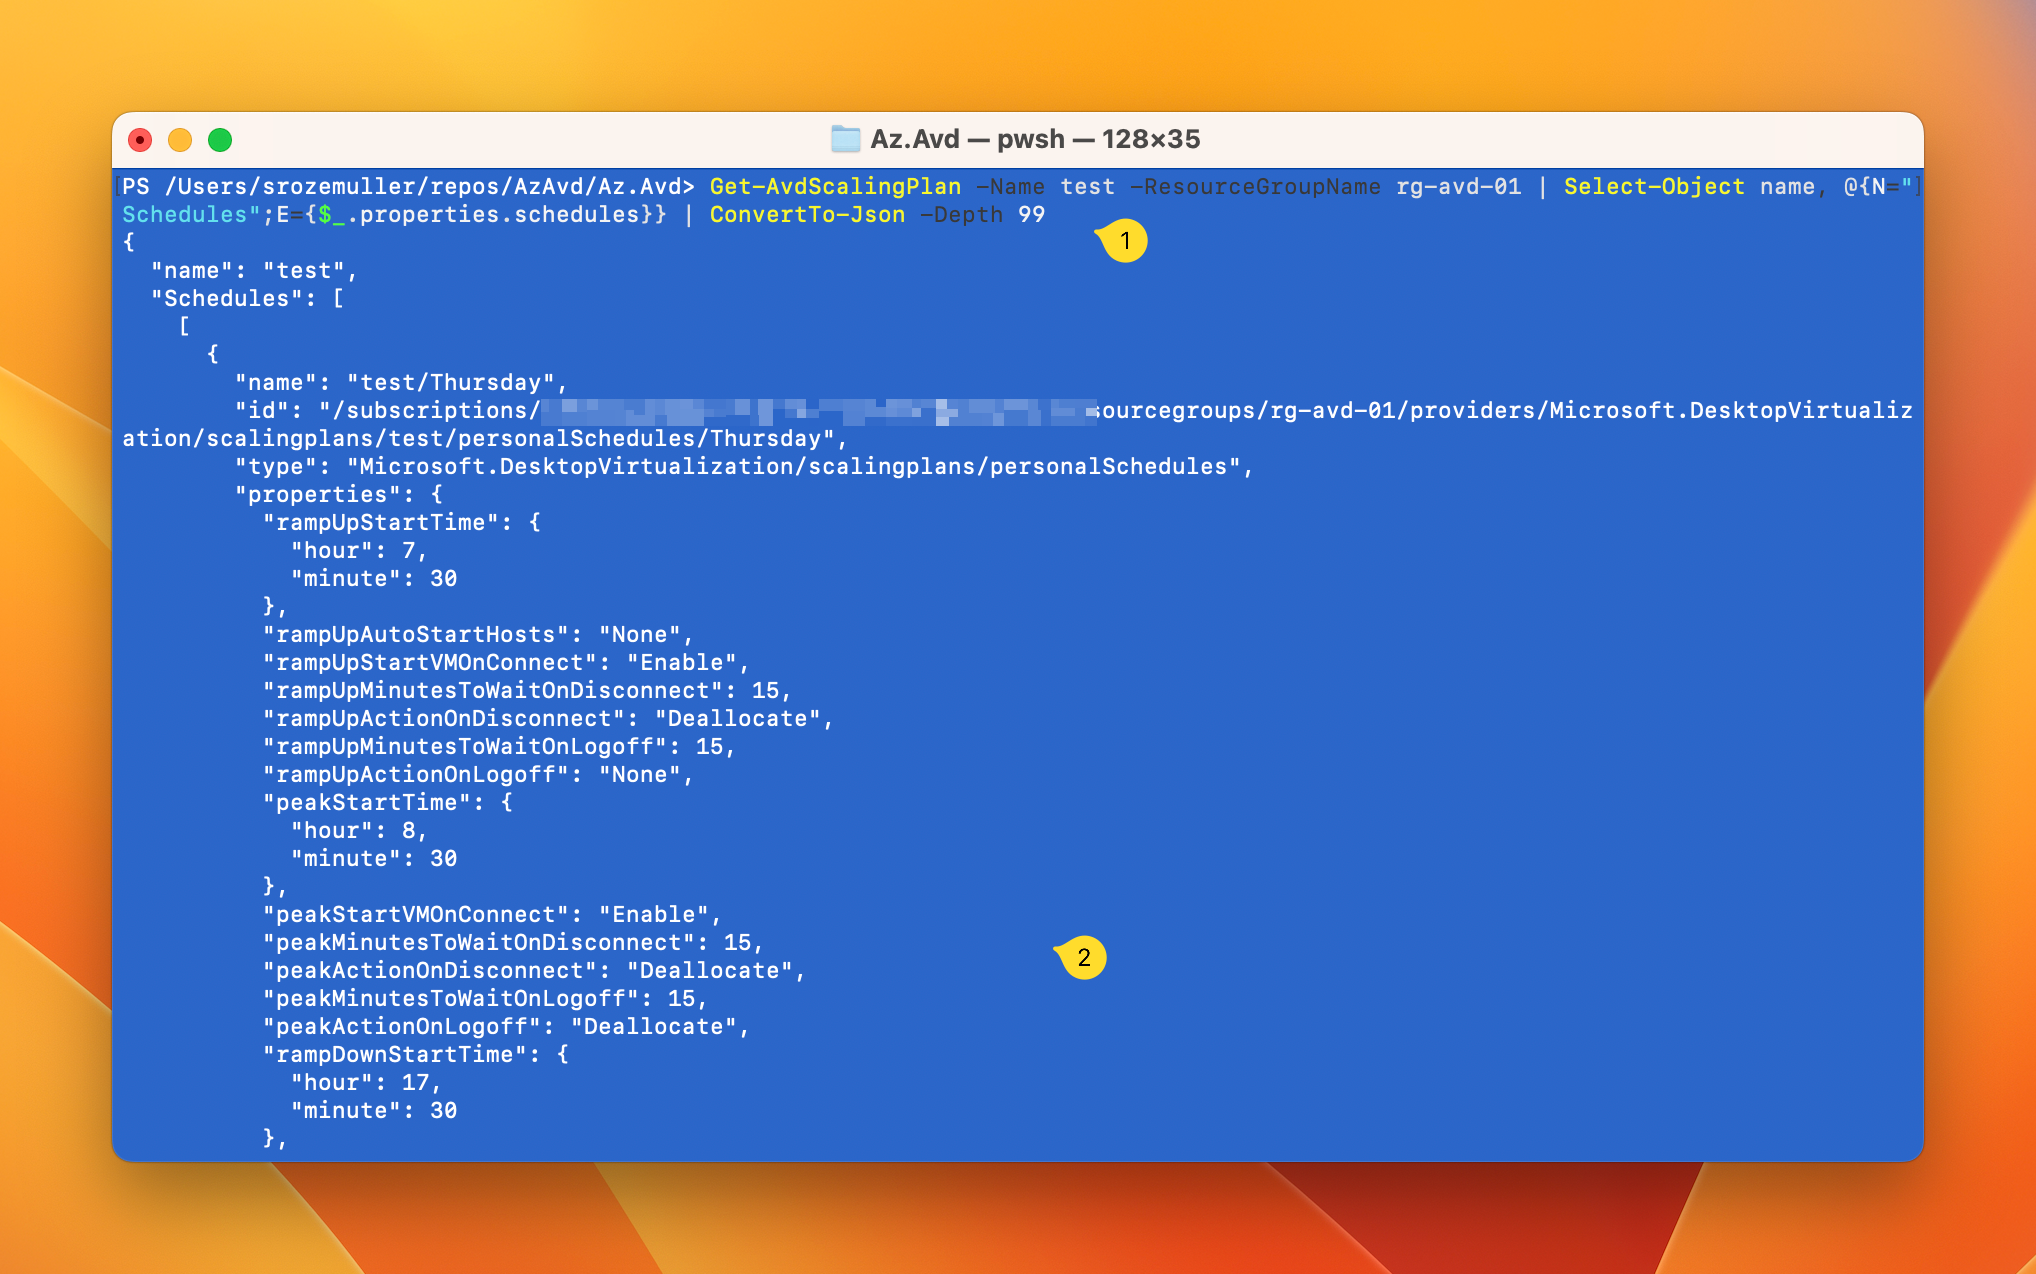 Az.Avd — pwsh — 128×35
[PS /Users/srozemuller/repos/AzAvd/Az.Avd> Get-AvdScalingPlan -Name test -ResourceGroupName rg-avd-01 | Select-Object name, @{N="]
Schedules";E={$_.properties.schedules}} | ConvertTo-Json -Depth 99
1
{
  "name": "test",
  "Schedules": [
    [
      {
        "name": "test/Thursday",
        "id": "/subscriptions/ sourcegroups/rg-avd-01/providers/Microsoft.DesktopVirtualiz
ation/scalingplans/test/personalSchedules/Thursday",
        "type": "Microsoft.DesktopVirtualization/scalingplans/personalSchedules",
        "properties": {
          "rampUpStartTime": {
            "hour": 7,
            "minute": 30
          },
          "rampUpAutoStartHosts": "None",
          "rampUpStartVMOnConnect": "Enable",
          "rampUpMinutesToWaitOnDisconnect": 15,
          "rampUpActionOnDisconnect": "Deallocate",
          "rampUpMinutesToWaitOnLogoff": 15,
          "rampUpActionOnLogoff": "None",
          "peakStartTime": {
            "hour": 8,
            "minute": 30
          },
          "peakStartVMOnConnect": "Enable",
          "peakMinutesToWaitOnDisconnect": 15,
2
          "peakActionOnDisconnect": "Deallocate",
          "peakMinutesToWaitOnLogoff": 15,
          "peakActionOnLogoff": "Deallocate",
          "rampDownStartTime": {
            "hour": 17,
            "minute": 30
          },